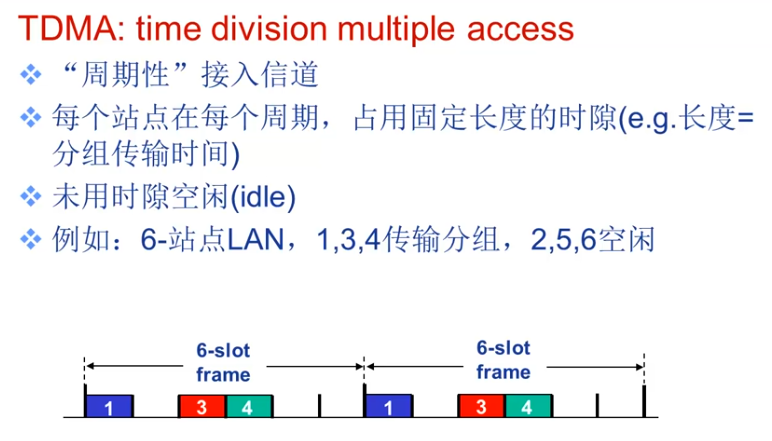 TDMA: time division multiple access
“周期性”接入信道
每个站点在每个周期，占用固定长度的时隙(e.g.长度=
分组传输时间)
未用时隙空闲(idle)
例如：6-站点LAN，1,3,4传输分组，2,5,6空闲
6-slot
frame
6-slot
frame
1
3
4
1
3
4